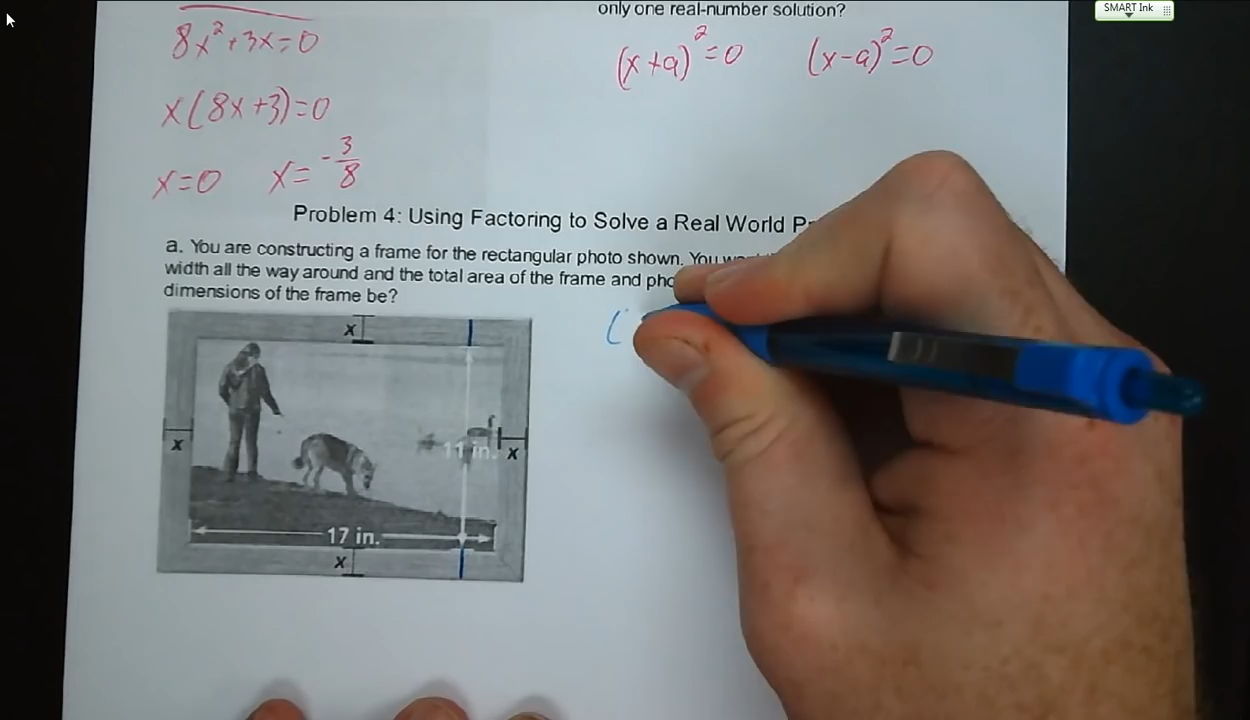 SMART Ink
8x²+3x=0
only one real-number solution?
x(8x+3)=0
(x+a)²=0 (x-a)²=0
x=0 x=-3/8
Problem 4: Using Factoring to Solve a Real World
a. You are constructing a frame for the rectangular photo shown. You
width all the way around and the total area of the frame and
dimensions of the frame be?
(
x
x
11 in.
x
17 in.
x